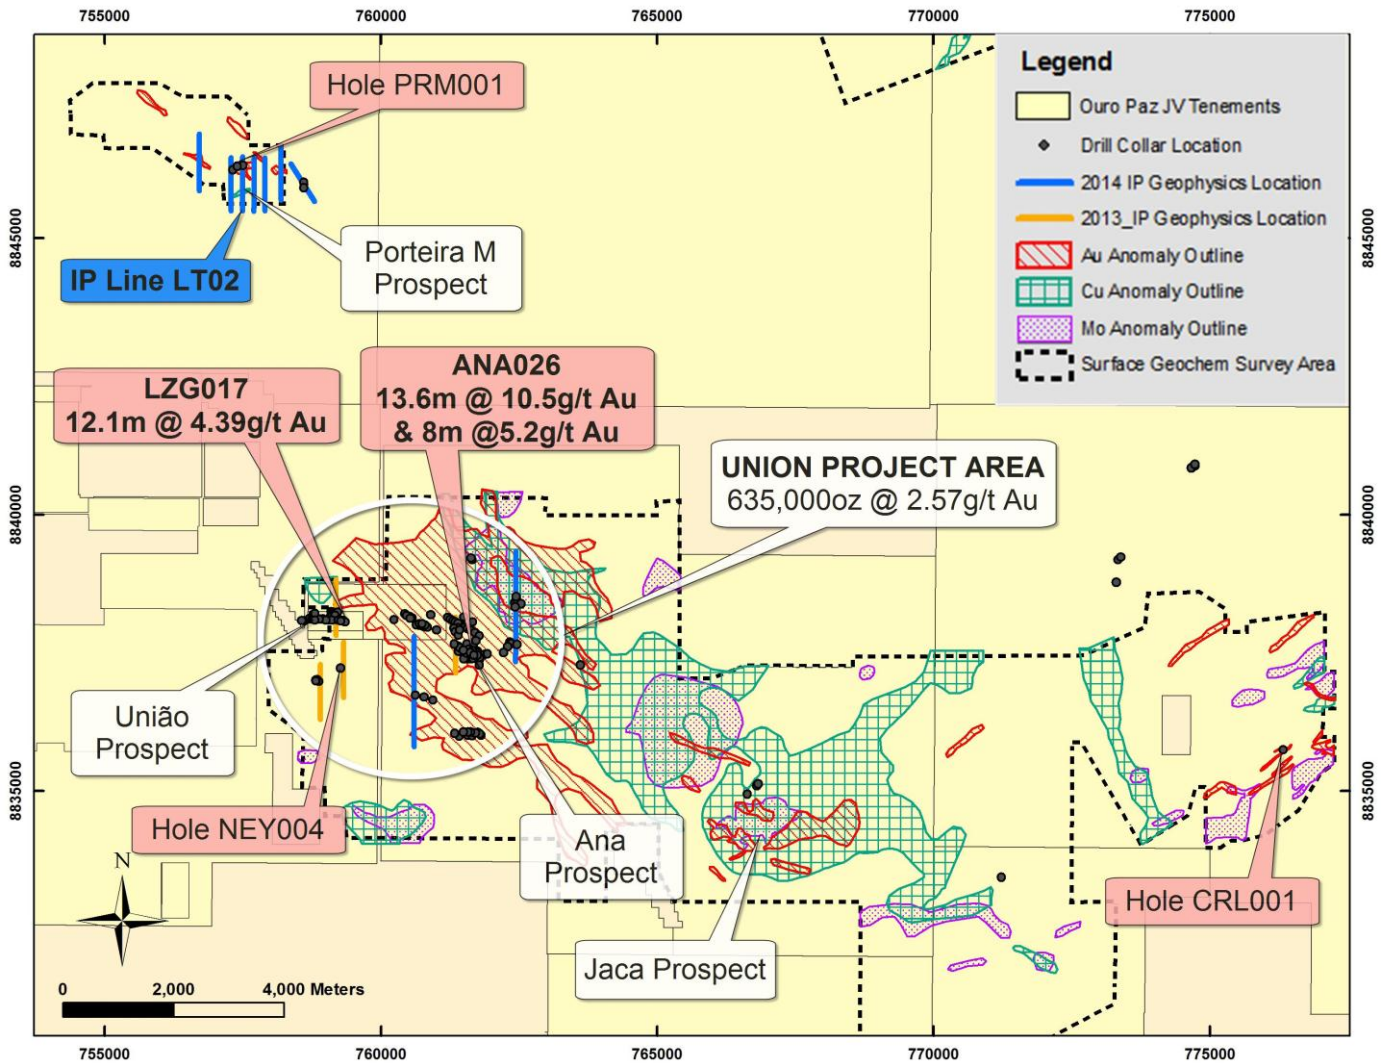 755000
760000
765000
770000
775000
Hole PRM001
Legend
Ouro Paz JV Tenements
Drill Collar Location
2014 IP Geophysics Location
2013_IP Geophysics Location
Au Anomaly Outline
Cu Anomaly Outline
Mo Anomaly Outline
Surface Geochem Survey Area
8845000
8845000
Porteira M
Prospect
IP Line LT02
LZG017
12.1m @ 4.39g/t Au
ANA026
13.6m @ 10.5g/t Au
& 8m @5.2g/t Au
UNION PROJECT AREA
635,000oz @ 2.57g/t Au
8840000
8840000
União
Prospect
8835000
8835000
Hole NEY004
Ana
Prospect
Hole CRL001
Jaca Prospect
N
0
2,000
4,000 Meters
755000
760000
765000
770000
775000